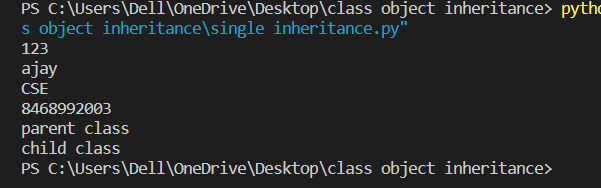 PS C:\Users\Dell\OneDrive\Desktop\class object inheritance> pytho
s object inheritance\single inheritance.py"
123
ajay
CSE
8468992003
parent class
child class
PS C:\Users\Dell\OneDrive\Desktop\class object inheritance>